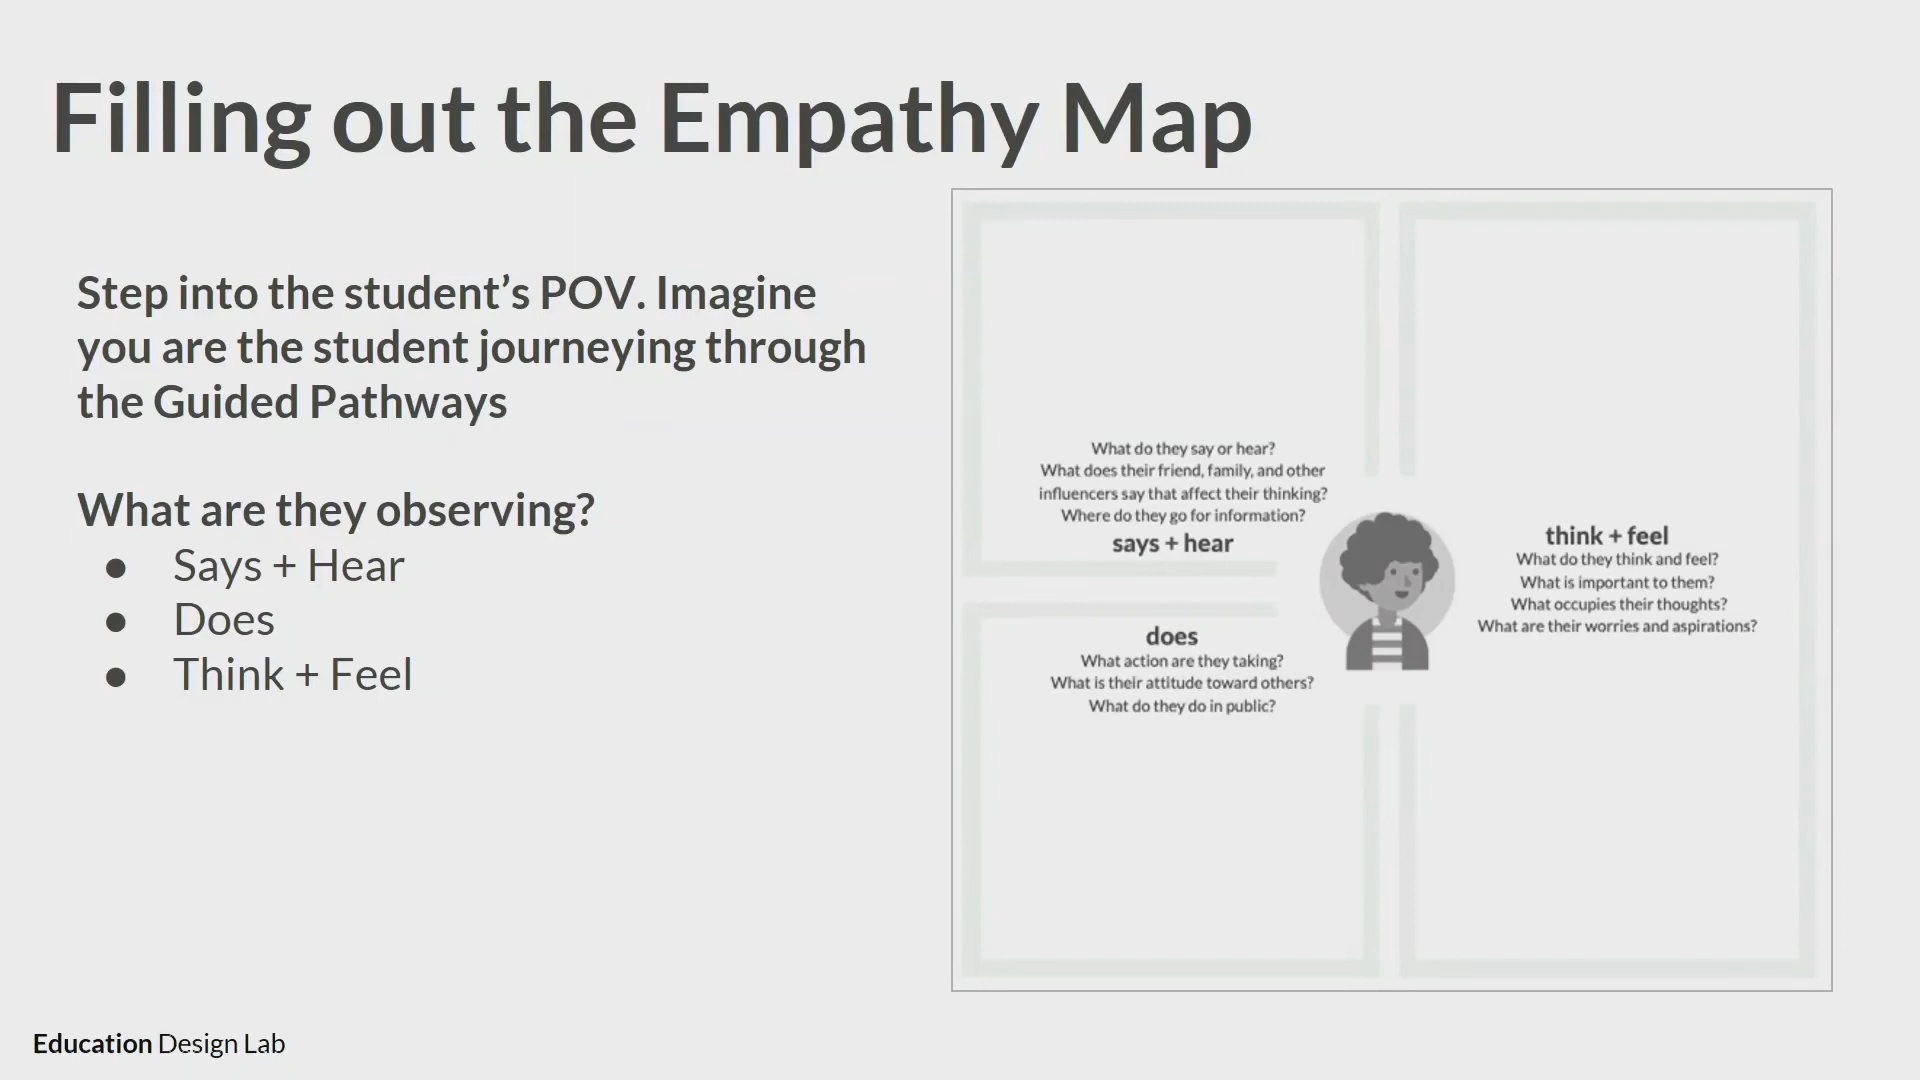 Filling out the Empathy Map
Step into the student’s POV. Imagine
you are the student journeying through
the Guided Pathways
What are they observing?
● Says + Hear
● Does
● Think + Feel
What do they say or hear?
What does their friend, family, and other
influencers say that affect their thinking?
Where do they go for information?
says + hear
does
What action are they taking?
What is their attitude toward others?
What do they do in public?
think + feel
What do they think and feel?
What is important to them?
What occupies their thoughts?
What are their worries and aspirations?
Education Design Lab